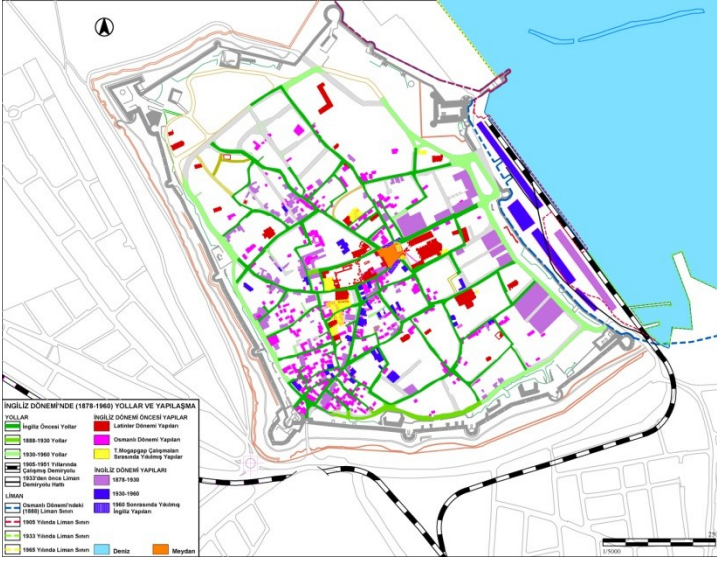 İNGİLİZ DÖNEMİ'NDE (1878-1960) YOLLAR VE YAPILAŞMA
YOLLAR
İngiliz Öncesi Yollar
1888-1930 Yollar
1930-1960 Yollar
1905-1951 Yıllarında
Çalışmış Demiryolu
1933'den önce Liman
Demiryolu Hattı
LİMAN
Osmanlı Dönemi'ndeki
(1888) Liman Sınırı
1905 Yılında Liman Sınırı
1933 Yılında Liman Sınırı
1965 Yılında Liman Sınırı
İNGİLİZ DÖNEMİ ÖNCESİ YAPILAR
Latinler Dönemi Yapıları
Osmanlı Dönemi Yapıları
T.Mogapgap Çalışmaları
Sırasında Yıkılmış Yapılar
İNGİLİZ DÖNEMİ YAPILARI
1878-1930
1930-1960
1960 Sonrasında Yıkılmış
İngiliz Yapıları
Deniz
Meydan
1/5000